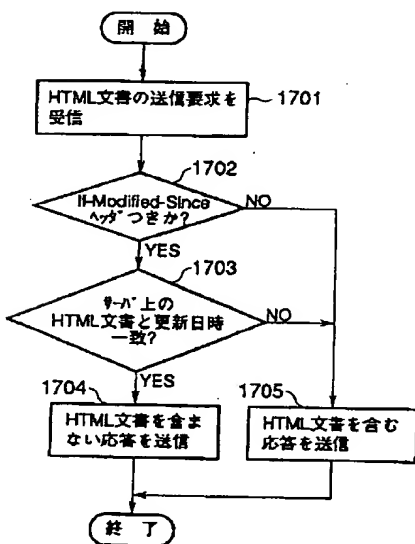 開 始
HTML文書の送信要求を
受信
1701
1702
If-Modified-Since
ヘッダつきか?
NO
YES
1703
サーバ上の
HTML文書と更新日時
一致?
NO
YES
1704
HTML文書を含ま
ない応答を送信
1705
HTML文書を含む
応答を送信
終 了